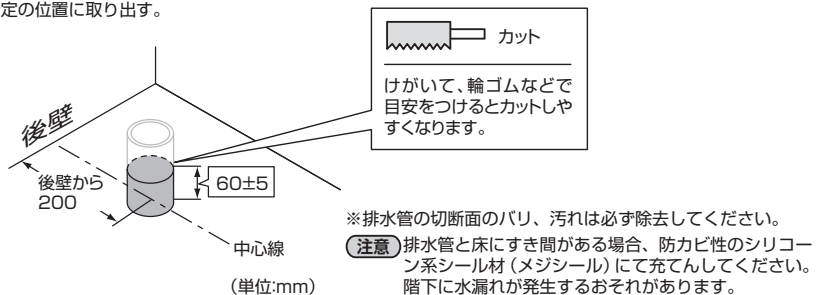 定の位置に取り出す。
カット
けがいて、輪ゴムなどで
目安をつけるとカットしや
すくなります。
後壁
後壁から
200
60±5
中心線
(単位:mm)
※排水管の切断面のバリ、汚れは必ず除去してください。
注意 排水管と床にすき間がある場合、防カビ性のシリコー
ン系シール材(メジシール)にて充てんしてください。
階下に水漏れが発生するおそれがあります。